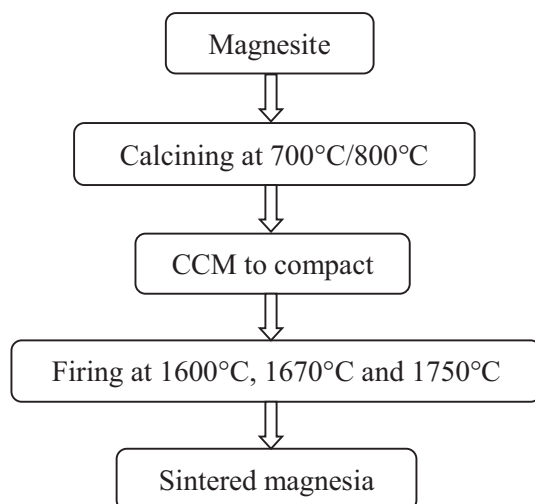 Magnesite
Calcining at 700°C/800°C
CCM to compact
Firing at 1600°C, 1670°C and 1750°C
Sintered magnesia